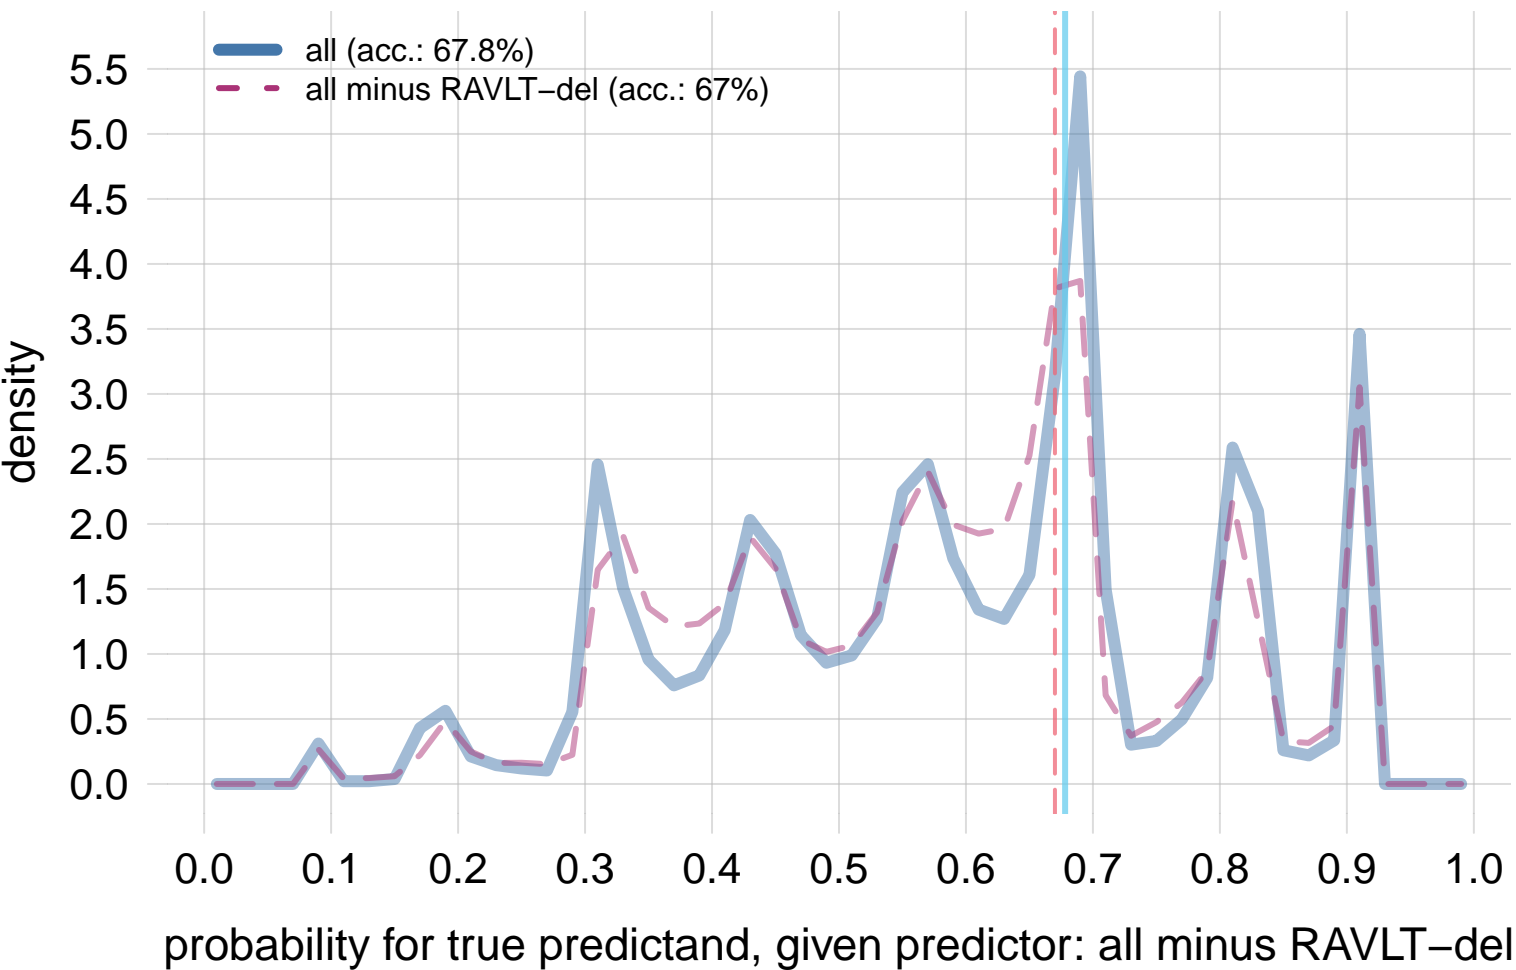 all (acc.: 67.8%)
all minus RAVLT−del (acc.: 67%)
5.5
5.0
4.5
4.0
3.5
3.0
2.5
2.0
1.5
1.0
0.5
0.0
density
0.0 0.1 0.2 0.3 0.4 0.5 0.6 0.7 0.8 0.9 1.0
probability for true predictand, given predictor: all minus RAVLT−del